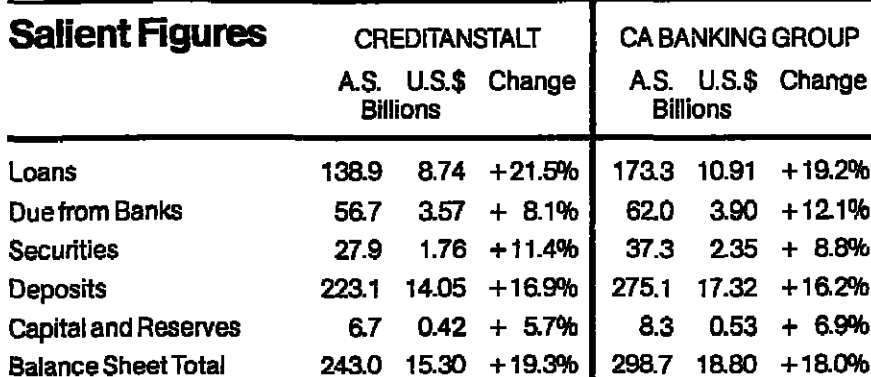 Salient Figures CREDITANSTALT CA BANKING GROUP
A.S. U.S.$ Change A.S. U.S.$ Change
Billions Billions
Loans 138.9 8.74 +21.5% 173.3 10.91 +19.2%
Due from Banks 56.7 3.57 + 8.1% 62.0 3.90 +12.1%
Securities 27.9 1.76 +11.4% 37.3 2.35 + 8.8%
Deposits 223.1 14.05 +16.9% 275.1 17.32 +16.2%
Capital and Reserves 6.7 0.42 + 5.7% 8.3 0.53 + 6.9%
Balance Sheet Total 243.0 15.30 +19.3% 298.7 18.80 +18.0%